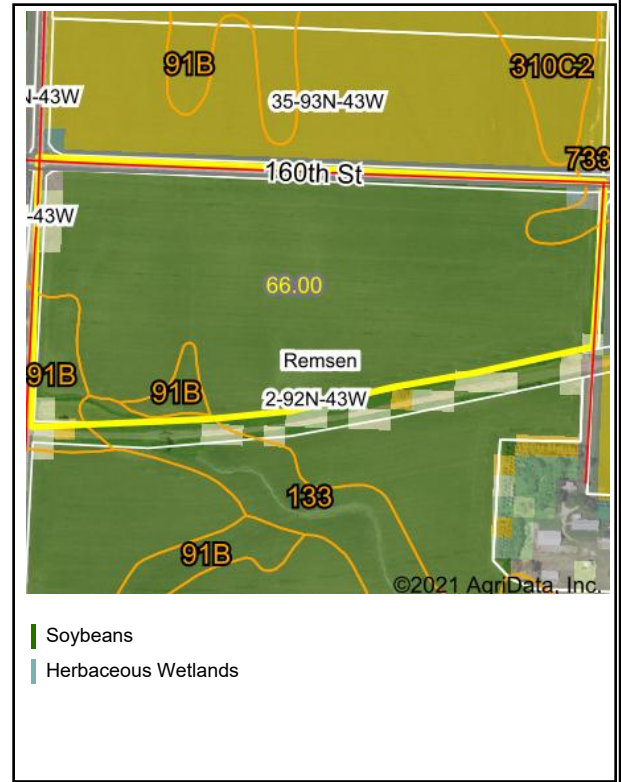 91B
310C2
35-93N-43W
N-43W
733
160th St
-43W
66.00
Remsen
91B
91B
2-92N-43W
133
91B
©2021 AgriData, Inc.
Soybeans
Herbaceous Wetlands